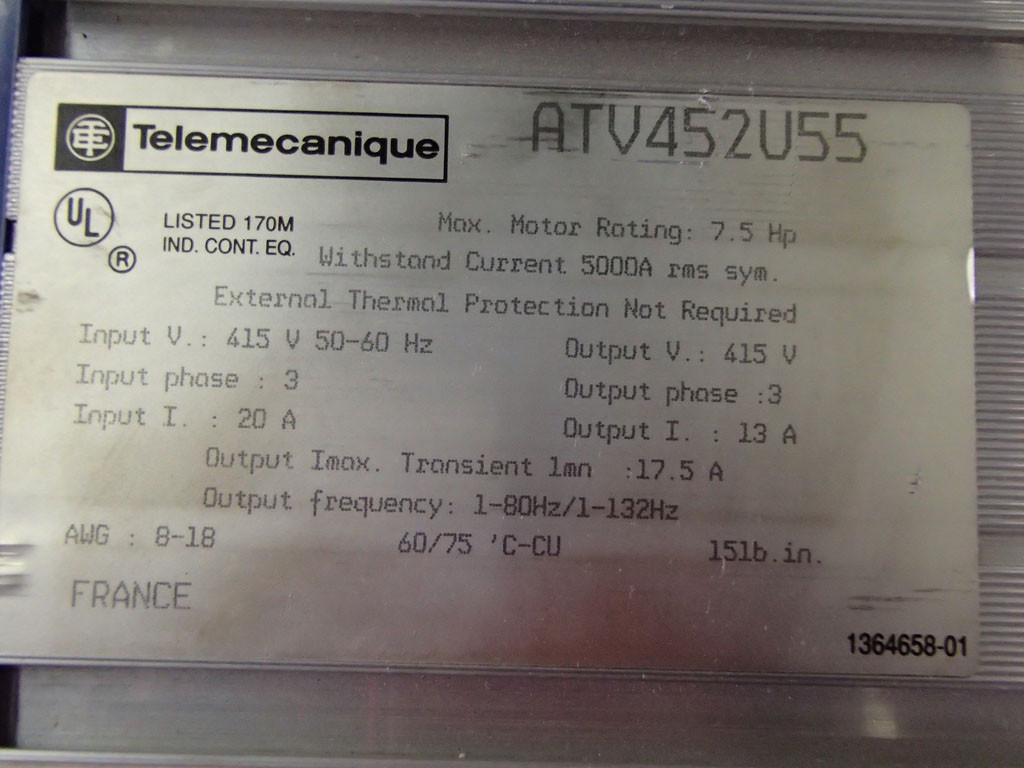 Telemecanique ATV452U55
UL
®
LISTED 170M
IND. CONT. EQ.
Max. Motor Rating: 7.5 Hp
Withstand Current 5000A rms sym.
External Thermal Protection Not Required
Input V.: 415 V 50-60 Hz Output V.: 415 V
Input phase : 3 Output phase :3
Input I. : 20 A Output I. : 13 A
Output Imax. Transient 1mn :17.5 A
Output frequency: 1-80Hz/1-132Hz
AWG : 8-18 60/75 'C-CU 15lb.in.
FRANCE
1364658-01